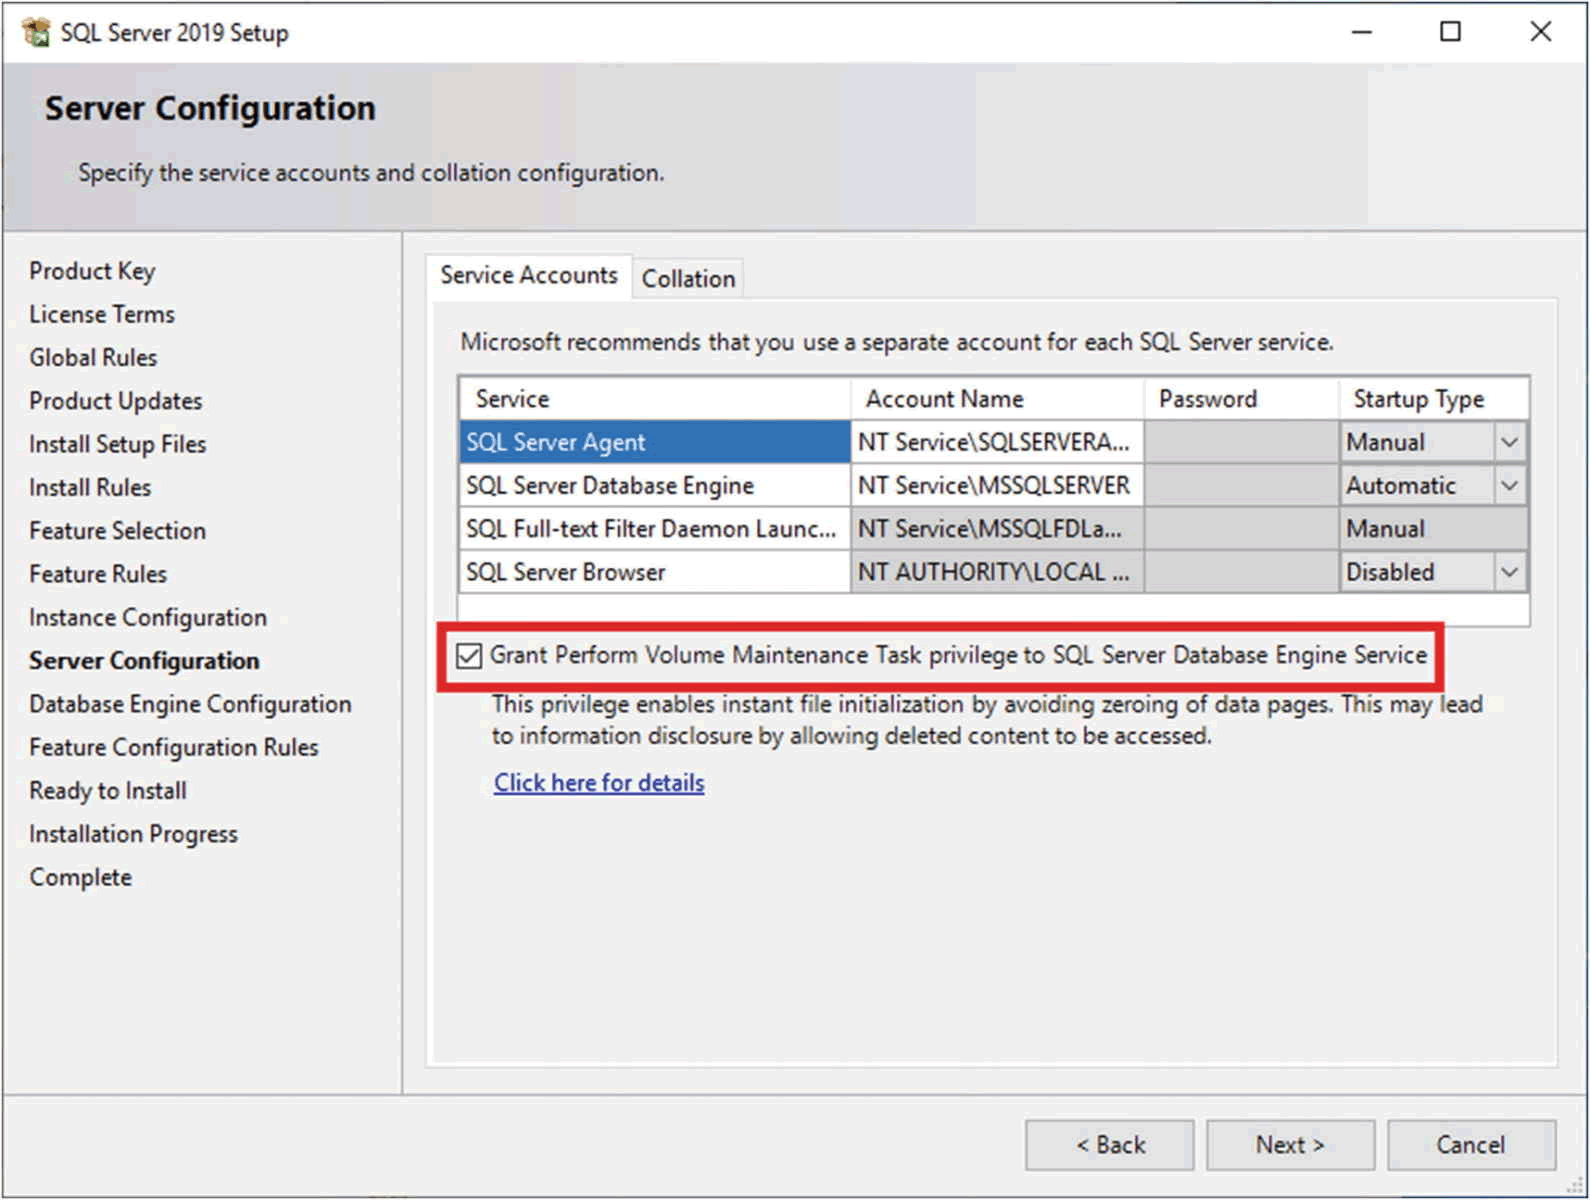 SQL Server 2019 Setup
Server Configuration
Specify the service accounts and collation configuration.
Product Key
License Terms
Global Rules
Product Updates
Install Setup Files
Install Rules
Feature Selection
Feature Rules
Instance Configuration
Server Configuration
Database Engine Configuration
Feature Configuration Rules
Ready to Install
Installation Progress
Complete
Service Accounts Collation
Microsoft recommends that you use a separate account for each SQL Server service.
Service Account Name Password Startup Type
SQL Server Agent NT Service\SQLSERVERA... Manual
SQL Server Database Engine NT Service\MSSQLSERVER Automatic
SQL Full-text Filter Daemon Launc... NT Service\MSSQLFDLa... Manual
SQL Server Browser NT AUTHORITY\LOCAL ... Disabled
Grant Perform Volume Maintenance Task privilege to SQL Server Database Engine Service
This privilege enables instant file initialization by avoiding zeroing of data pages. This may lead
to information disclosure by allowing deleted content to be accessed.
Click here for details
< Back Next > Cancel